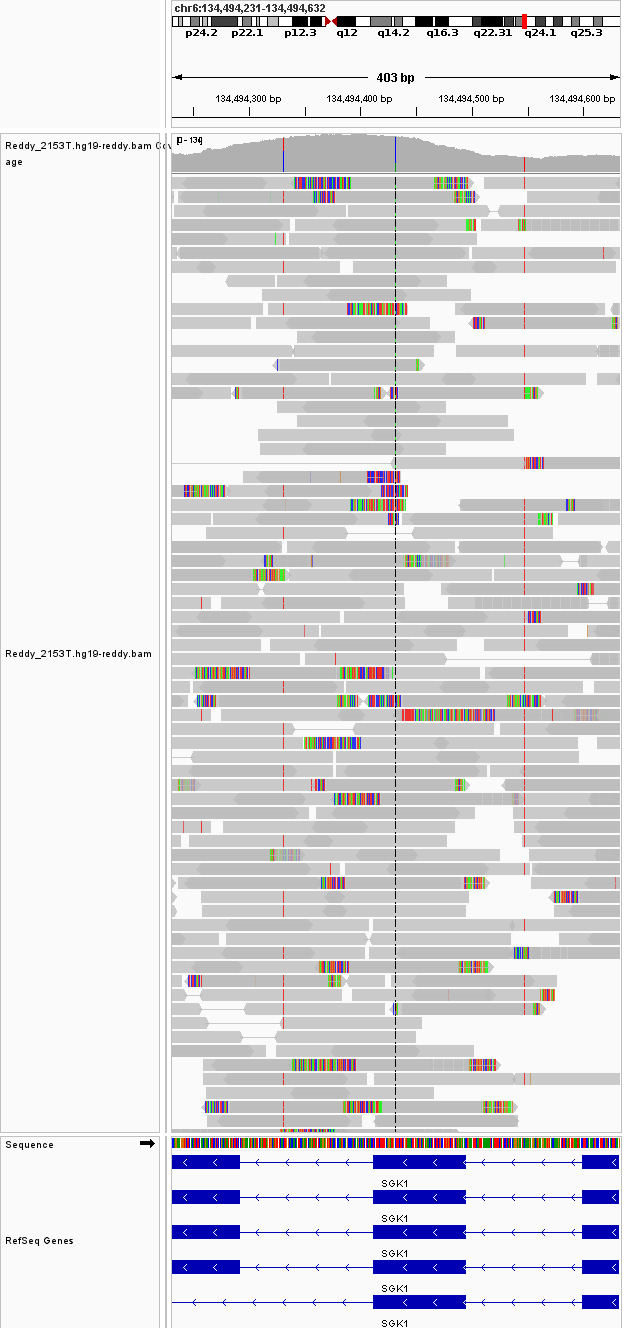 chr6:134,494,231-134,494,632
p24.2 p22.1 p12.3 q12 q14.2 q16.3 q22.31 q24.1 q25.3
403 bp
134,494,300 bp 134,494,400 bp 134,494,500 bp 134,494,600 bp
Reddy_2153T.hg19-reddy.bam Cov
age
[0 - 134]
Reddy_2153T.hg19-reddy.bam
Sequence
SGK1
SGK1
RefSeq Genes
SGK1
SGK1
SGK1